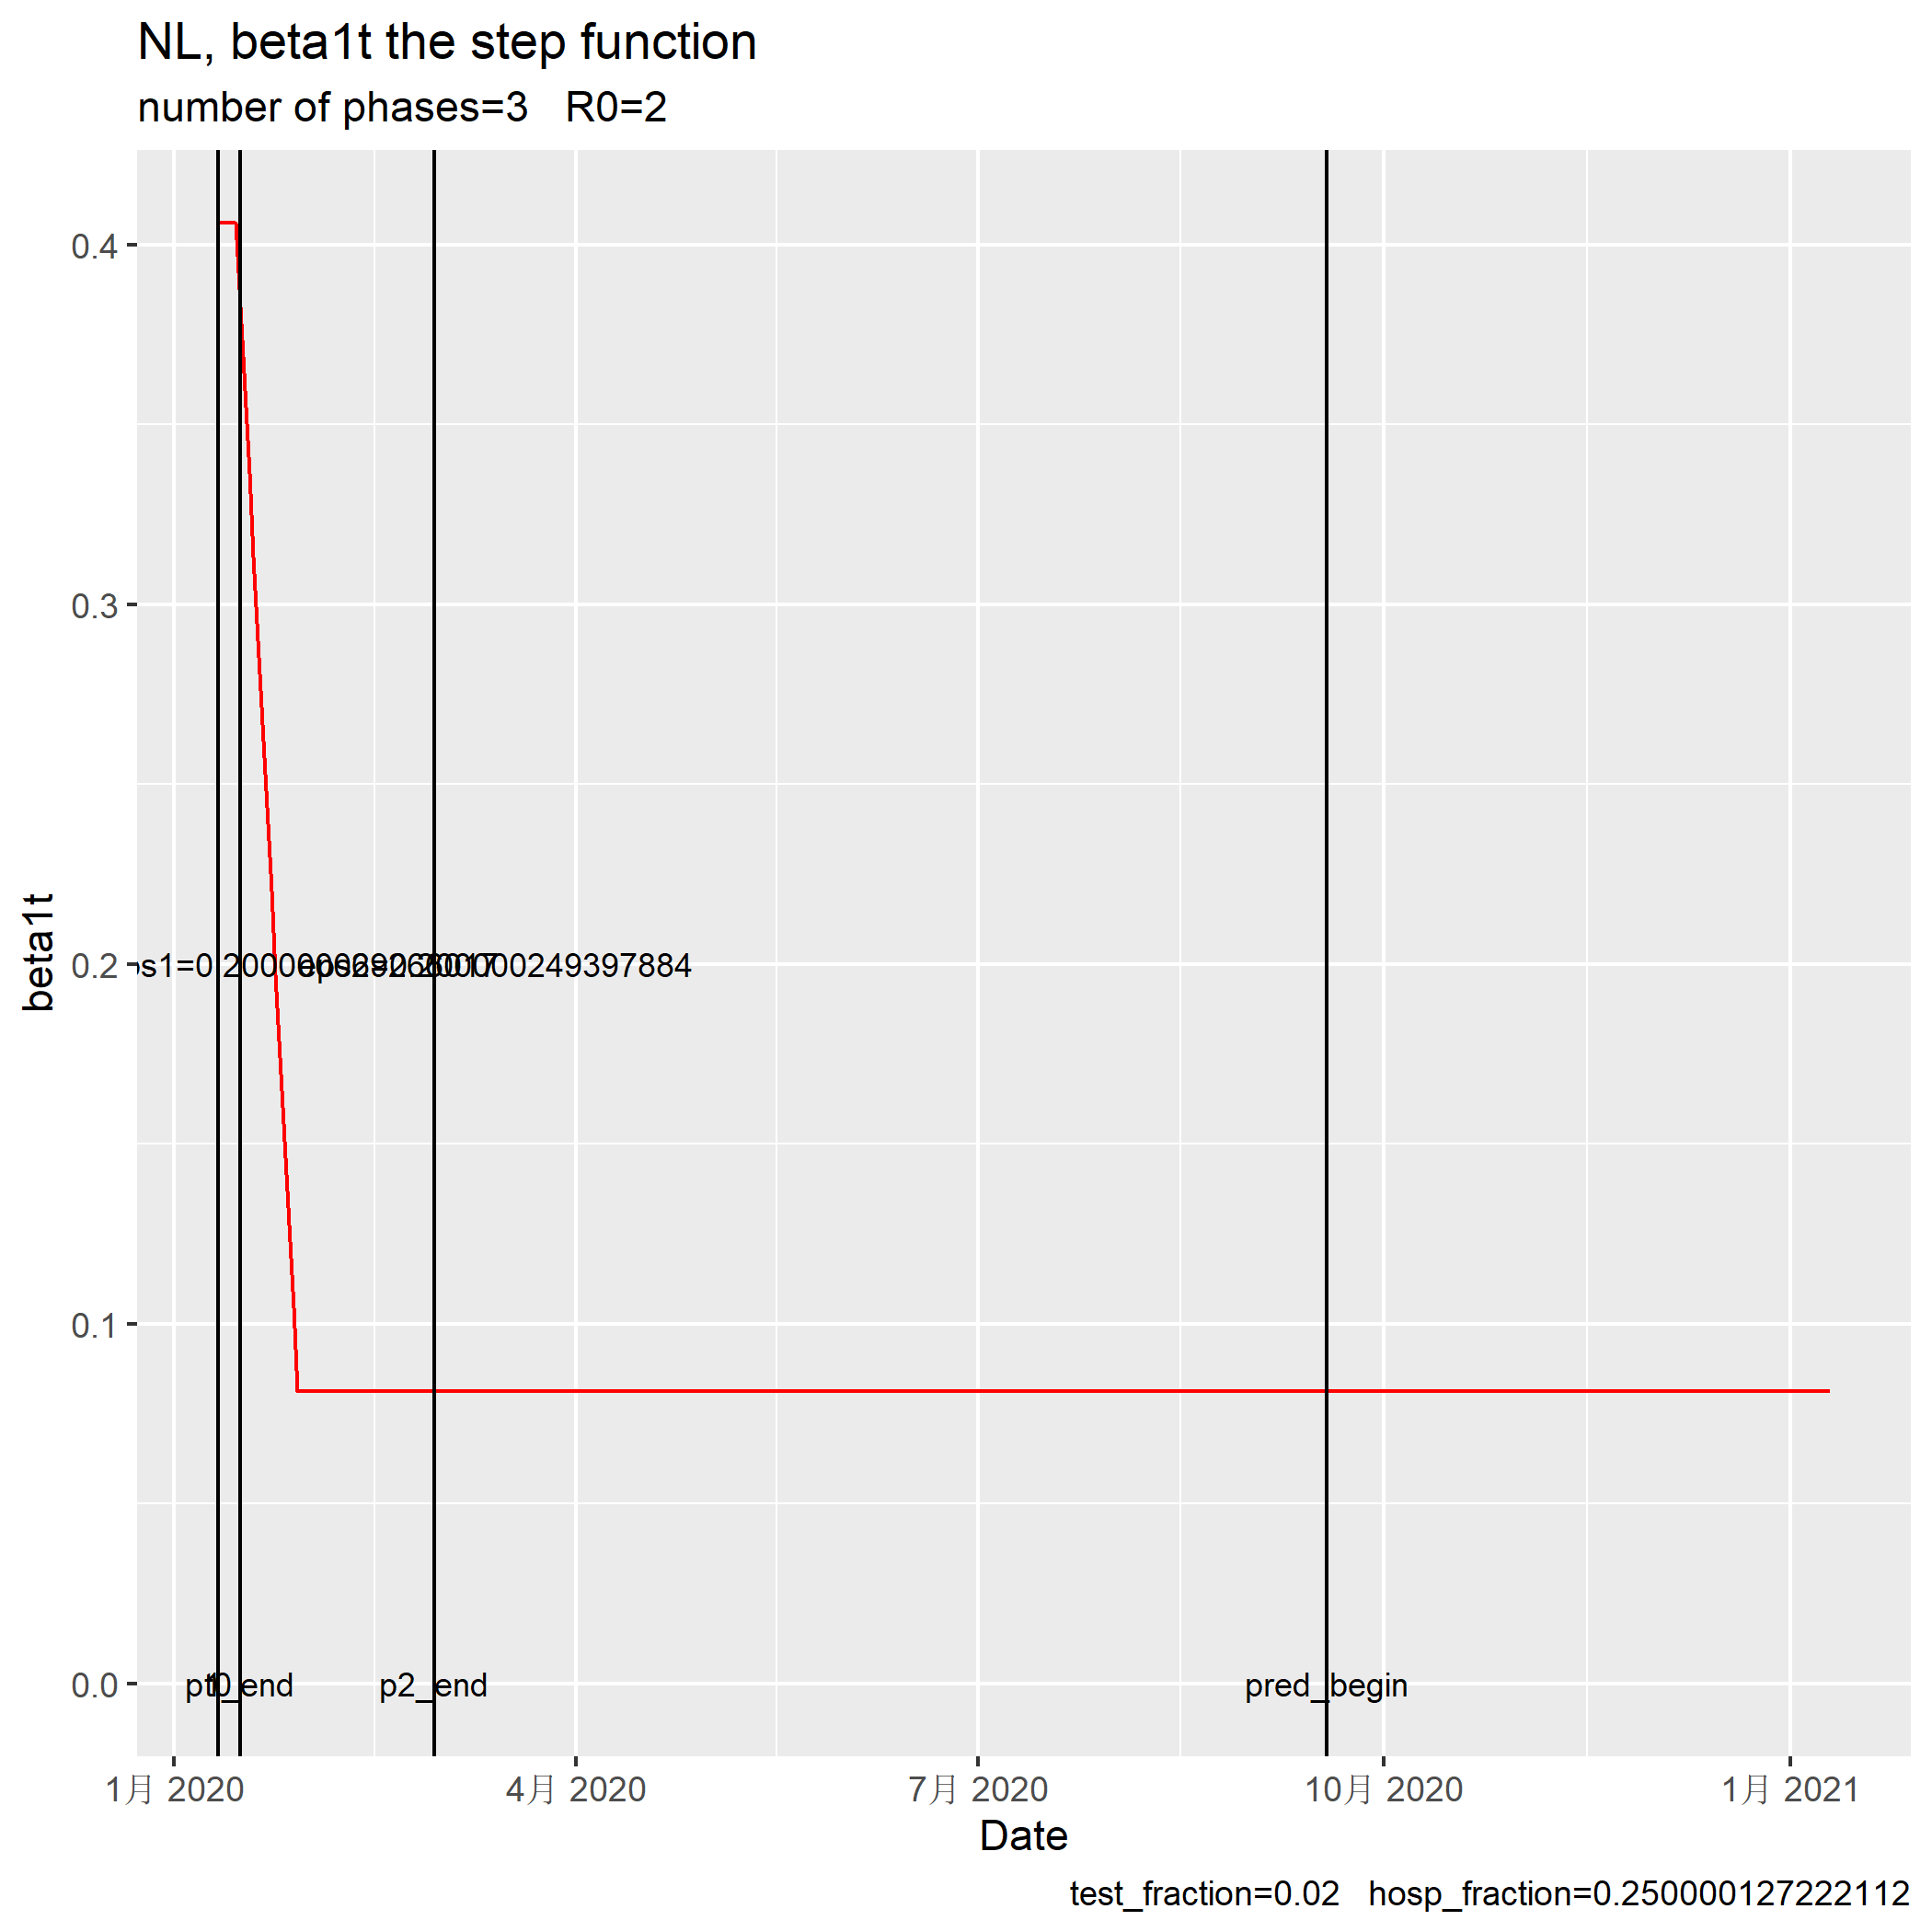 NL, beta1t the step function
number of phases=3   R0=2
beta1t
0.4
0.3
0.2
0.1
0.0
p2_end
pred_begin
1月 2020
4月 2020
7月 2020
10月 2020
1月 2021
Date
test_fraction=0.02   hosp_fraction=0.250000127222112